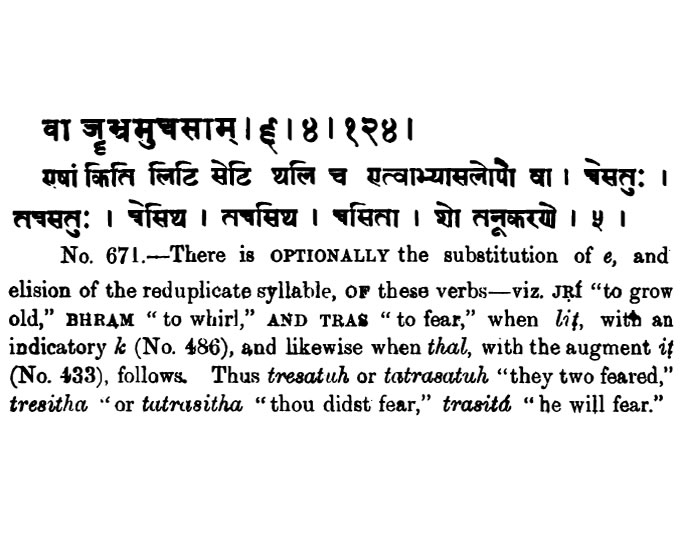 वा जॄभ्रमुत्रसाम् । ६ । ४ । १२४ ।
एषां किति लिटि सेटि थलि च एत्वाभ्यासलोपौ वा । त्रेसतुः ।
तत्रसतुः । त्रेसिथ । तत्रसिथ । त्रसिता । शो तनूकरणे । ५ ।
No. 671.—There is OPTIONALLY the substitution of e, and
elision of the reduplicate syllable, OF these verbs—viz. JṚÍ “to grow
old,” BHRAM “to whirl,” AND TRAS “to fear,” when liṭ, with an
indicatory k (No. 486), and likewise when thal, with the augment iṭ
(No. 433), follows. Thus tresatuh or tatrasatuh “they two feared,”
tresitha “or tatrasitha “thou didst fear,” trasitá “he will fear.”